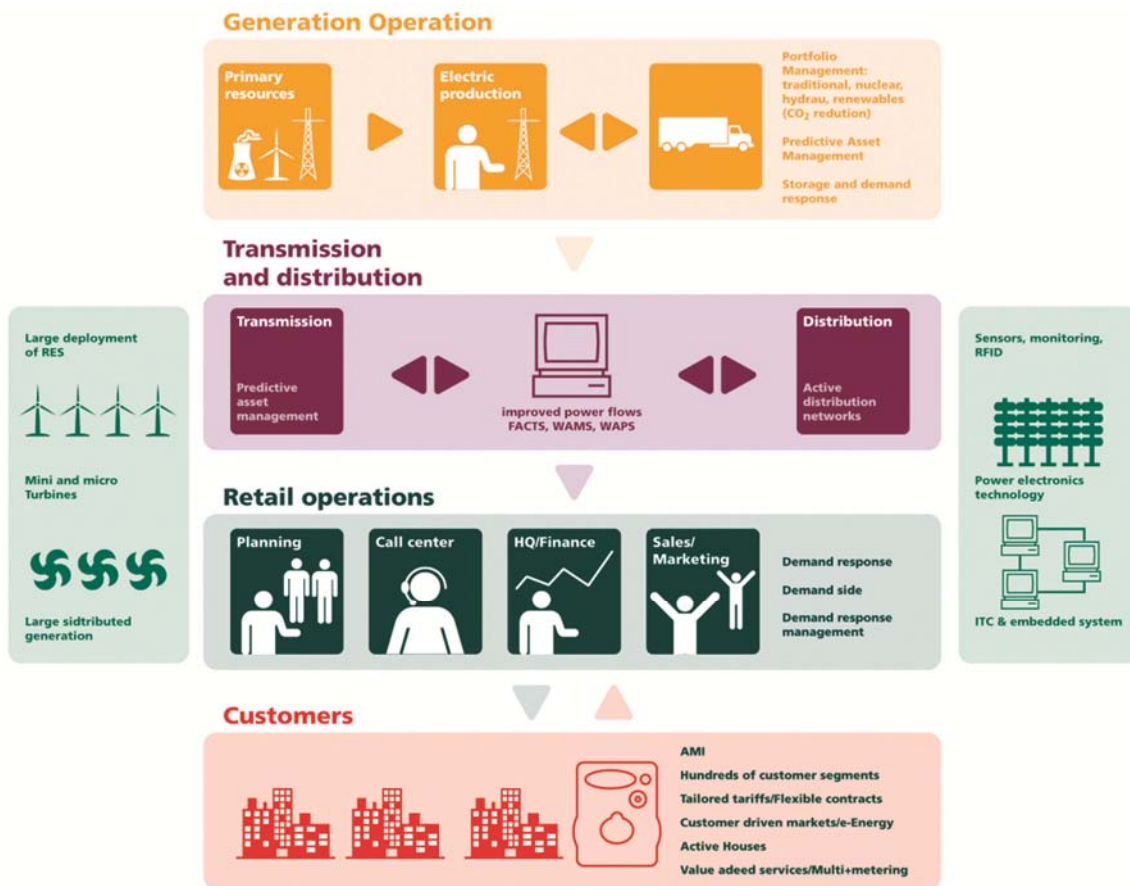 Generation Operation
Primary
resources
Electric
production
Portfolio
Management:
traditional, nuclear,
hydrau, renewables
(CO₂ redution)
Predictive Asset
Management
Storage and demand
response
Transmission
and distribution
Large deployment
of RES
Mini and micro
Turbines
Large sidtributed
generation
Transmission
Predictive
asset
management
improved power flows
FACTS, WAMS, WAPS
Distribution
Active
distribution
networks
Sensors, monitoring,
RFID
Power electronics
technology
ITC & embedded system
Retail operations
Planning
Call center
HQ/Finance
Sales/
Marketing
Demand response
Demand side
Demand response
management
Customers
AMI
Hundreds of customer segments
Tailored tariffs/Flexible contracts
Customer driven markets/e-Energy
Active Houses
Value adeed services/Multi+metering